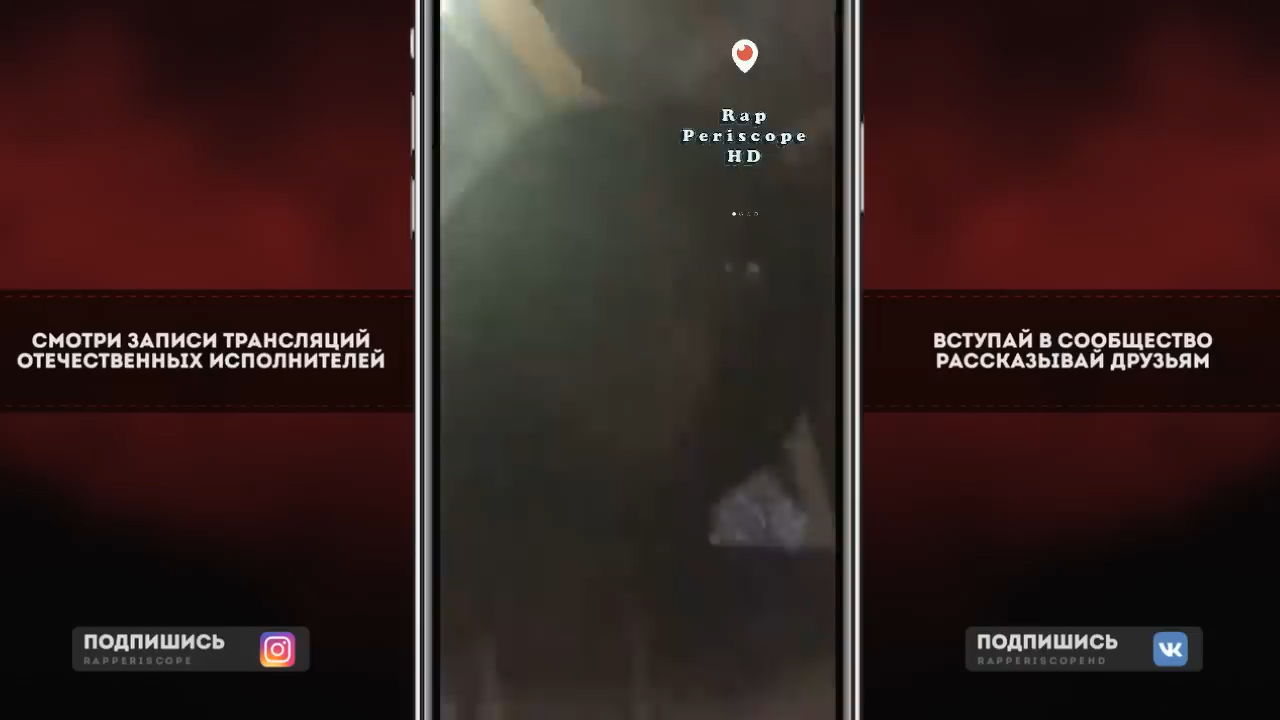 Rap
Periscope
HD
СМОТРИ ЗАПИСИ ТРАНСЛЯЦИЙ
ОТЕЧЕСТВЕННЫХ ИСПОЛНИТЕЛЕЙ
ВСТУПАЙ В СООБЩЕСТВО
РАССКАЗЫВАЙ ДРУЗЬЯМ
ПОДПИШИСЬ
RAPPERISCOPE
ПОДПИШИСЬ
RAPPERISCOPEHD